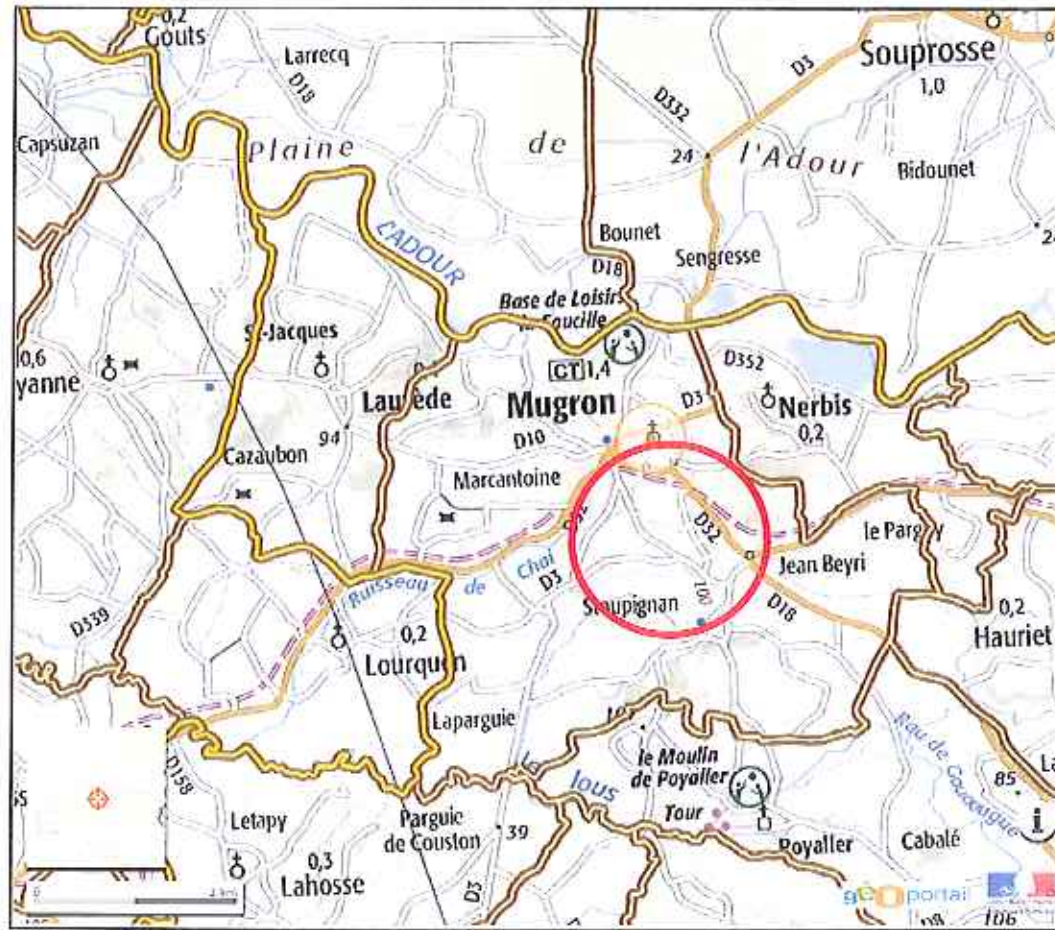 0,2
Gouts
Larrecq
D18
Souprosse
1,0
D3
D332
Capsuzan
Plaine de l'Adour
24
Bidounet
L'ADOUR
Bounet
D18
Sengresse
Base de Loisirs
St-Jacques
0,6
yanne
CT 1,4
D352
Mugron
D3
Nerbis
0,2
94
D10
Cazaubon
Marcantoine
D32
le Parguy
Jean Beyri
Ruisseau de Chai
D3
100
D18
D339
0,2
Lourquen
0,2
Hauriet
Laparguie
le Moulin
de Poyaller
Tour
Poyaller
85
Cabalé
D158
Letapy
Parguie
de Couston
39
0,3
Lahosse
D3
géoportail
106